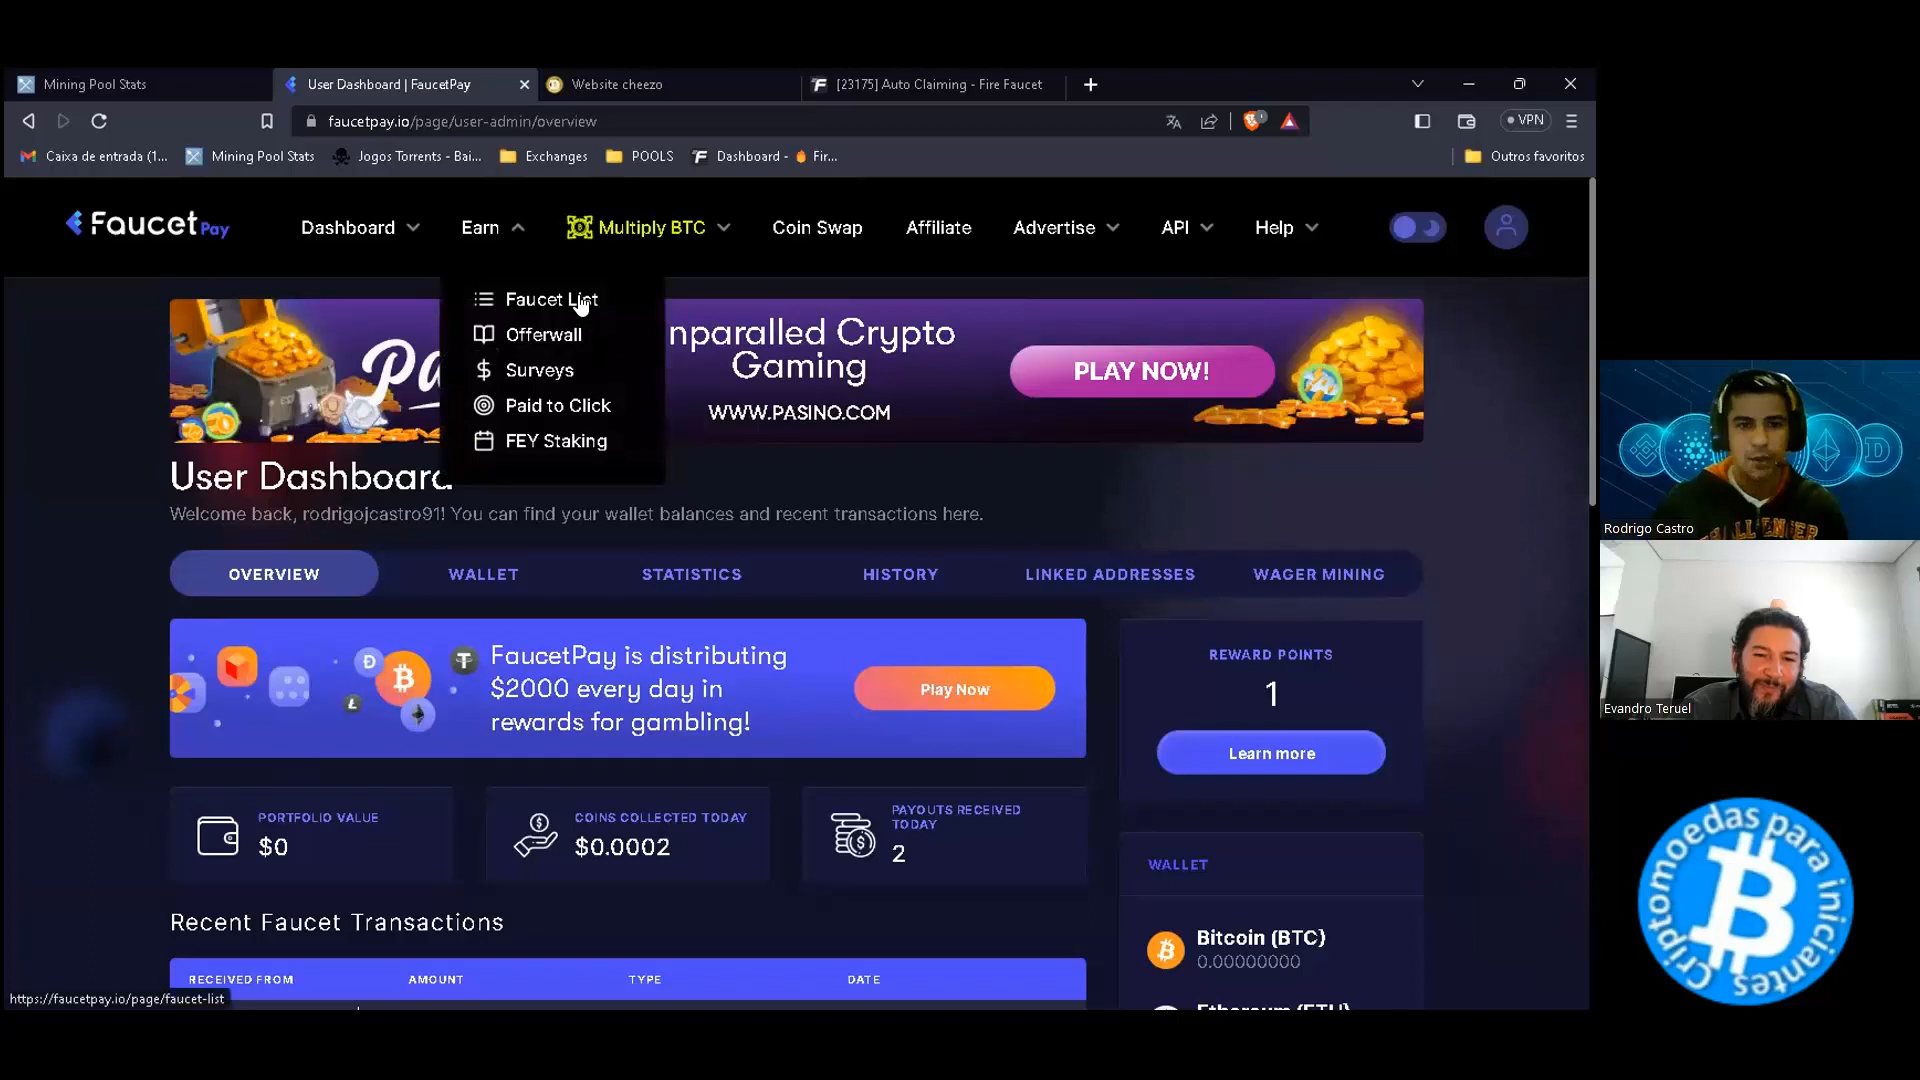 Mining Pool Stats
User Dashboard | FaucetPay
Website cheezo
[23175] Auto Claiming - Fire Faucet
faucetpay.io/page/user-admin/overview
VPN
Caixa de entrada (1...
Mining Pool Stats
Jogos Torrents - Bai...
Exchanges
POOLS
Dashboard - Fir...
Outros favoritos
FaucetPay
Dashboard
Earn
Multiply BTC
Coin Swap
Affiliate
Advertise
API
Help
Faucet List
Offerwall
Surveys
Paid to Click
FEY Staking
nparalled Crypto
Gaming
WWW.PASINO.COM
PLAY NOW!
User Dashboard
Welcome back, rodrigojcastro91! You can find your wallet balances and recent transactions here.
OVERVIEW
WALLET
STATISTICS
HISTORY
LINKED ADDRESSES
WAGER MINING
FaucetPay is distributing
$2000 every day in
rewards for gambling!
Play Now
REWARD POINTS
1
Learn more
PORTFOLIO VALUE
$0
COINS COLLECTED TODAY
$0.0002
PAYOUTS RECEIVED
TODAY
2
WALLET
Bitcoin (BTC)
0.00000000
Ethereum (ETH)
Recent Faucet Transactions
RECEIVED FROM
AMOUNT
TYPE
DATE
https://faucetpay.io/page/faucet-list
CHALLENGER
Rodrigo Castro
Evandro Teruel
Criptomoedas para iniciantes